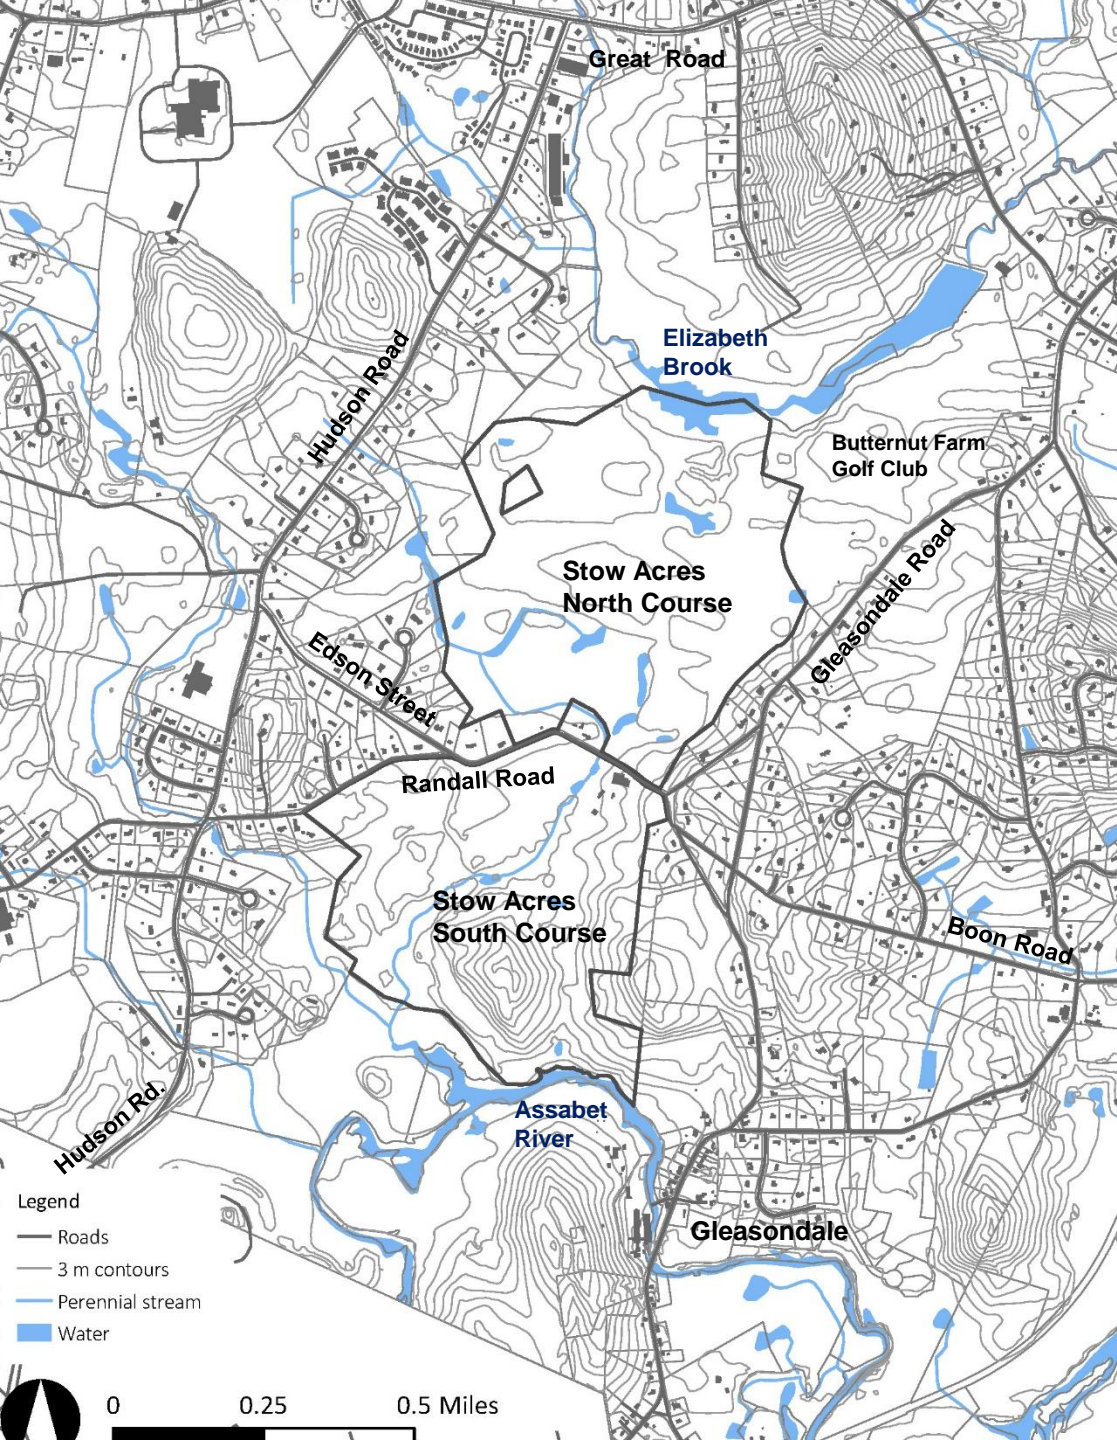 Great Road
Elizabeth
Brook
Hudson Road
Butternut Farm
Golf Club
Gleasondale Road
Stow Acres
North Course
Edson Street
Randall Road
Stow Acres
South Course
Boon Road
Assabet
River
Hudson Rd.
Gleasondale
Legend
Roads
3 m contours
Perennial stream
Water
0 0.25 0.5 Miles